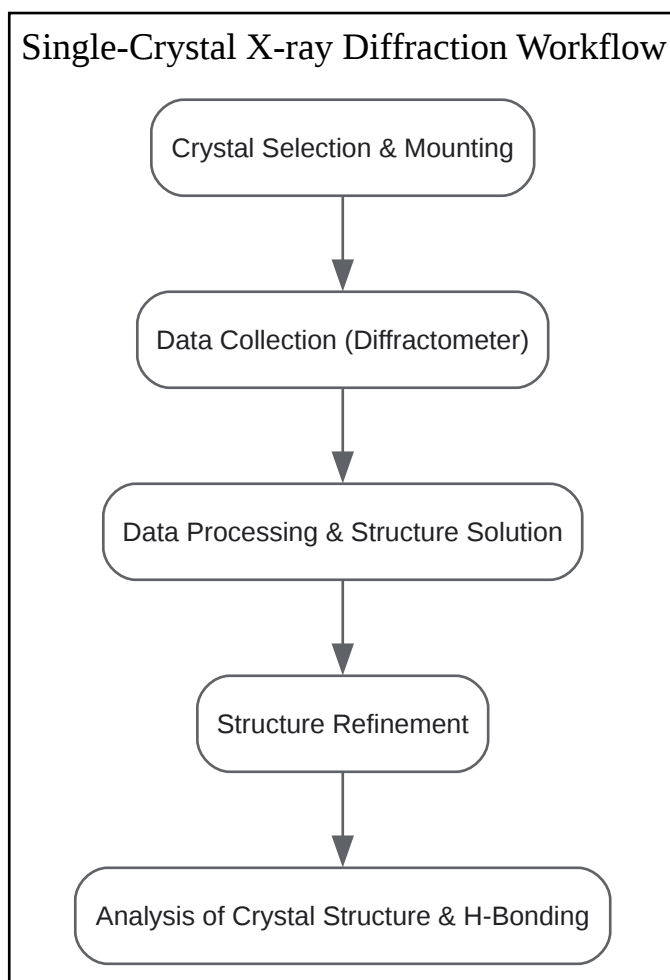 Single-Crystal X-ray Diffraction Workflow
Crystal Selection & Mounting
Data Collection (Diffractometer)
Data Processing & Structure Solution
Structure Refinement
Analysis of Crystal Structure & H-Bonding